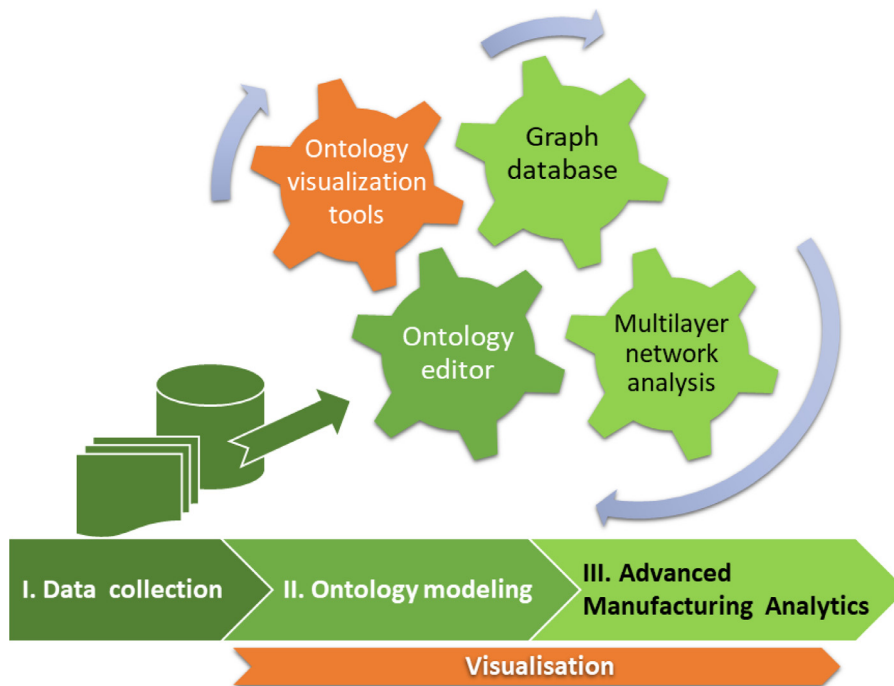 Ontology
visualization
tools
Graph
database
Ontology
editor
Multilayer
network
analysis
I. Data collection
II. Ontology modeling
III. Advanced
Manufacturing Analytics
Visualisation